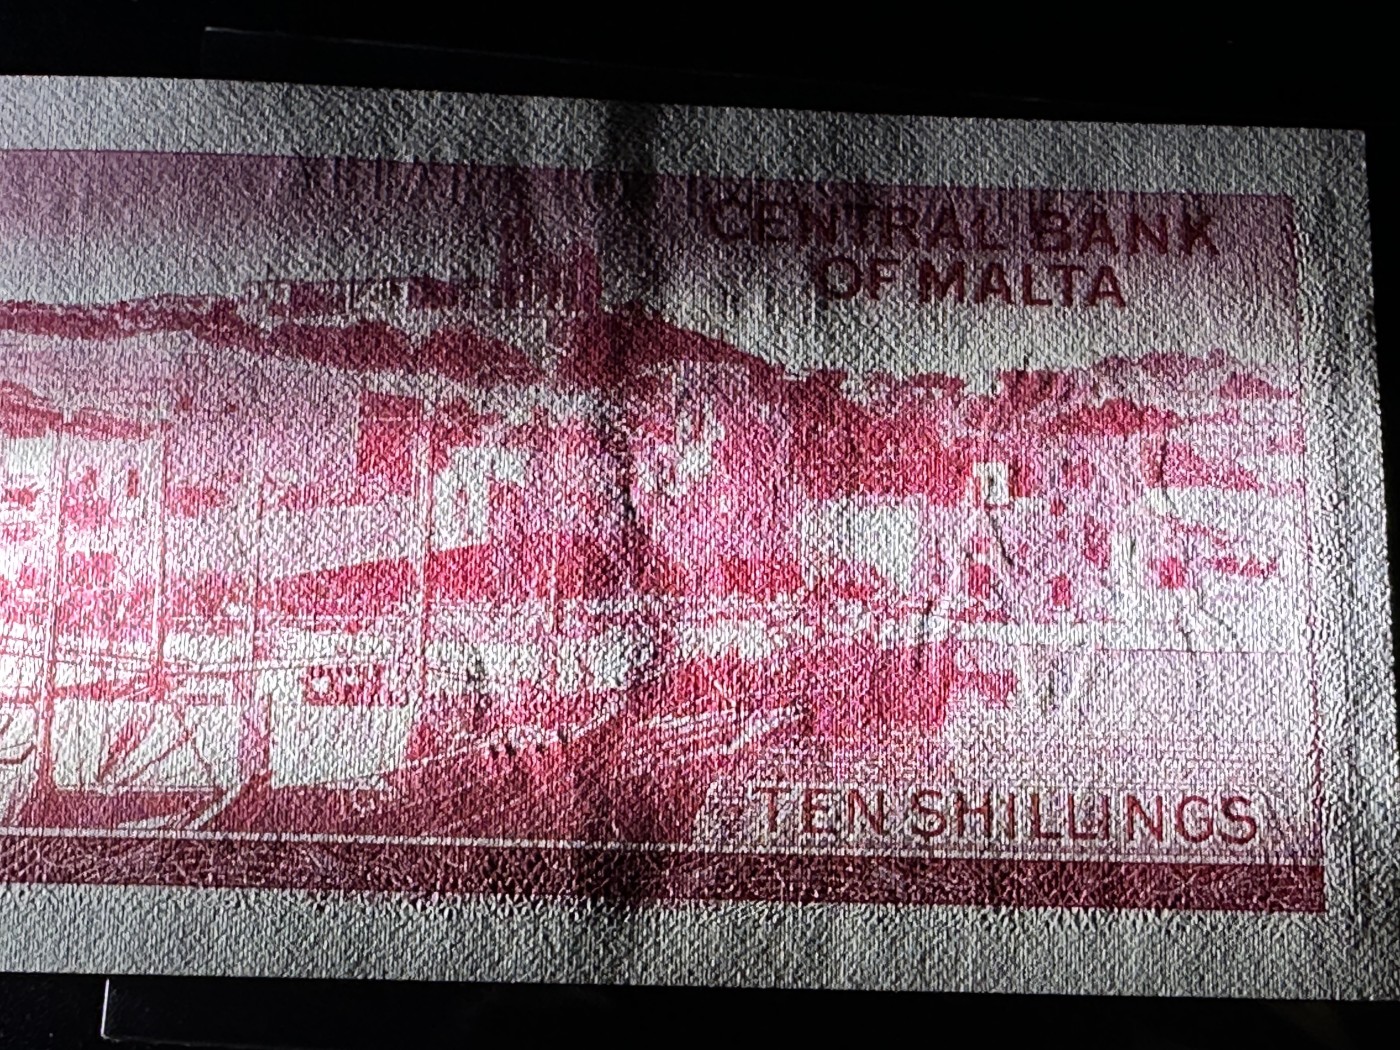 CENTRAL BANK
OF MALTA
TEN SHILLINGS